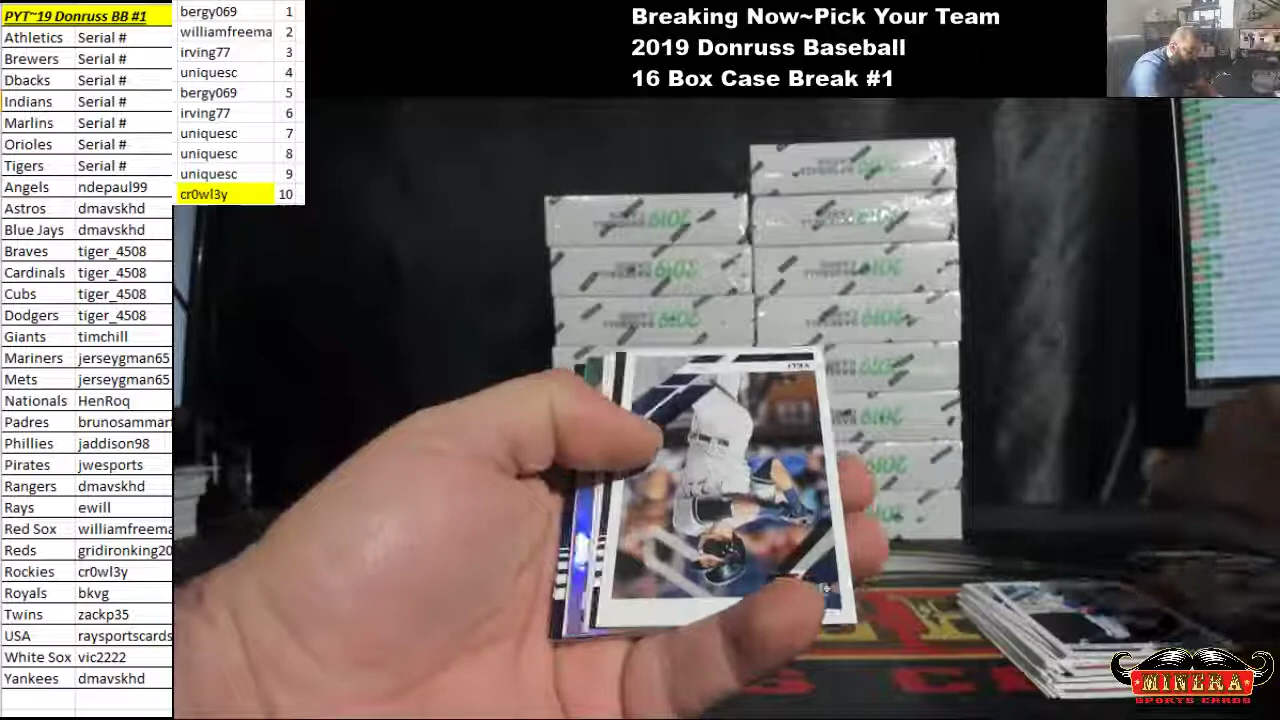 PYT~19 Donruss BB #1
Athletics Serial #
Brewers Serial #
Dbacks Serial #
Indians Serial #
Marlins Serial #
Orioles Serial #
Tigers Serial #
Angels ndepaul99
Astros dmavskhd
Blue Jays dmavskhd
Braves tiger_4508
Cardinals tiger_4508
Cubs tiger_4508
Dodgers tiger_4508
Giants timchill
Mariners jerseygman65
Mets jerseygman65
Nationals HenRoq
Padres brunosammar
Phillies jaddison98
Pirates jwesports
Rangers dmavskhd
Rays ewill
Red Sox williamfreema
Reds gridironking20
Rockies cr0wl3y
Royals bkvg
Twins zackp35
USA raysportscards
White Sox vic2222
Yankees dmavskhd
bergy069 1
williamfreema 2
irving77 3
uniquesc 4
bergy069 5
irving77 6
uniquesc 7
uniquesc 8
uniquesc 9
cr0wl3y 10
Breaking Now~Pick Your Team
2019 Donruss Baseball
16 Box Case Break #1
2019
2019
2019
2019
2019
MINERA
SPORTS CARDS